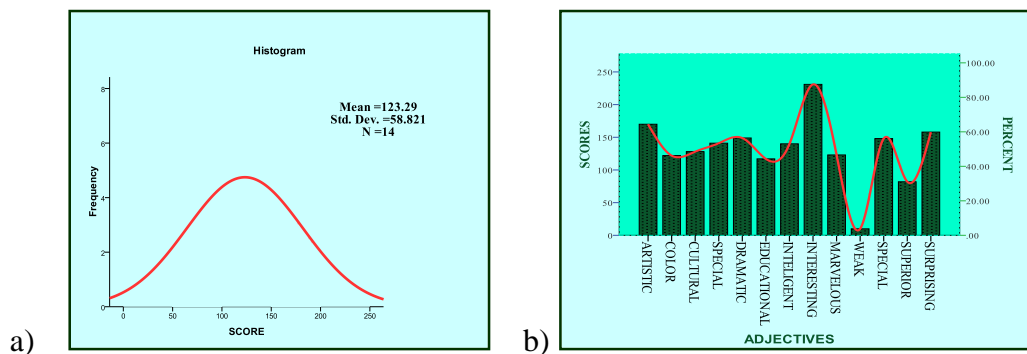 a)
Histogram
Mean =123.29
Std. Dev. =58.821
N =14
Frequency
8
6
4
2
0
0 50 100 150 200 250
SCORE
b)
SCORES
250
200
150
100
50
0
PERCENT
100.00
80.00
60.00
40.00
20.00
.00
ARTISTIC
COLOR
CULTURAL
SPECIAL
DRAMATIC
EDUCATIONAL
INTELIGENT
INTERESTING
MARVELOUS
WEAK
SPECIAL
SUPERIOR
SURPRISING
ADJECTIVES